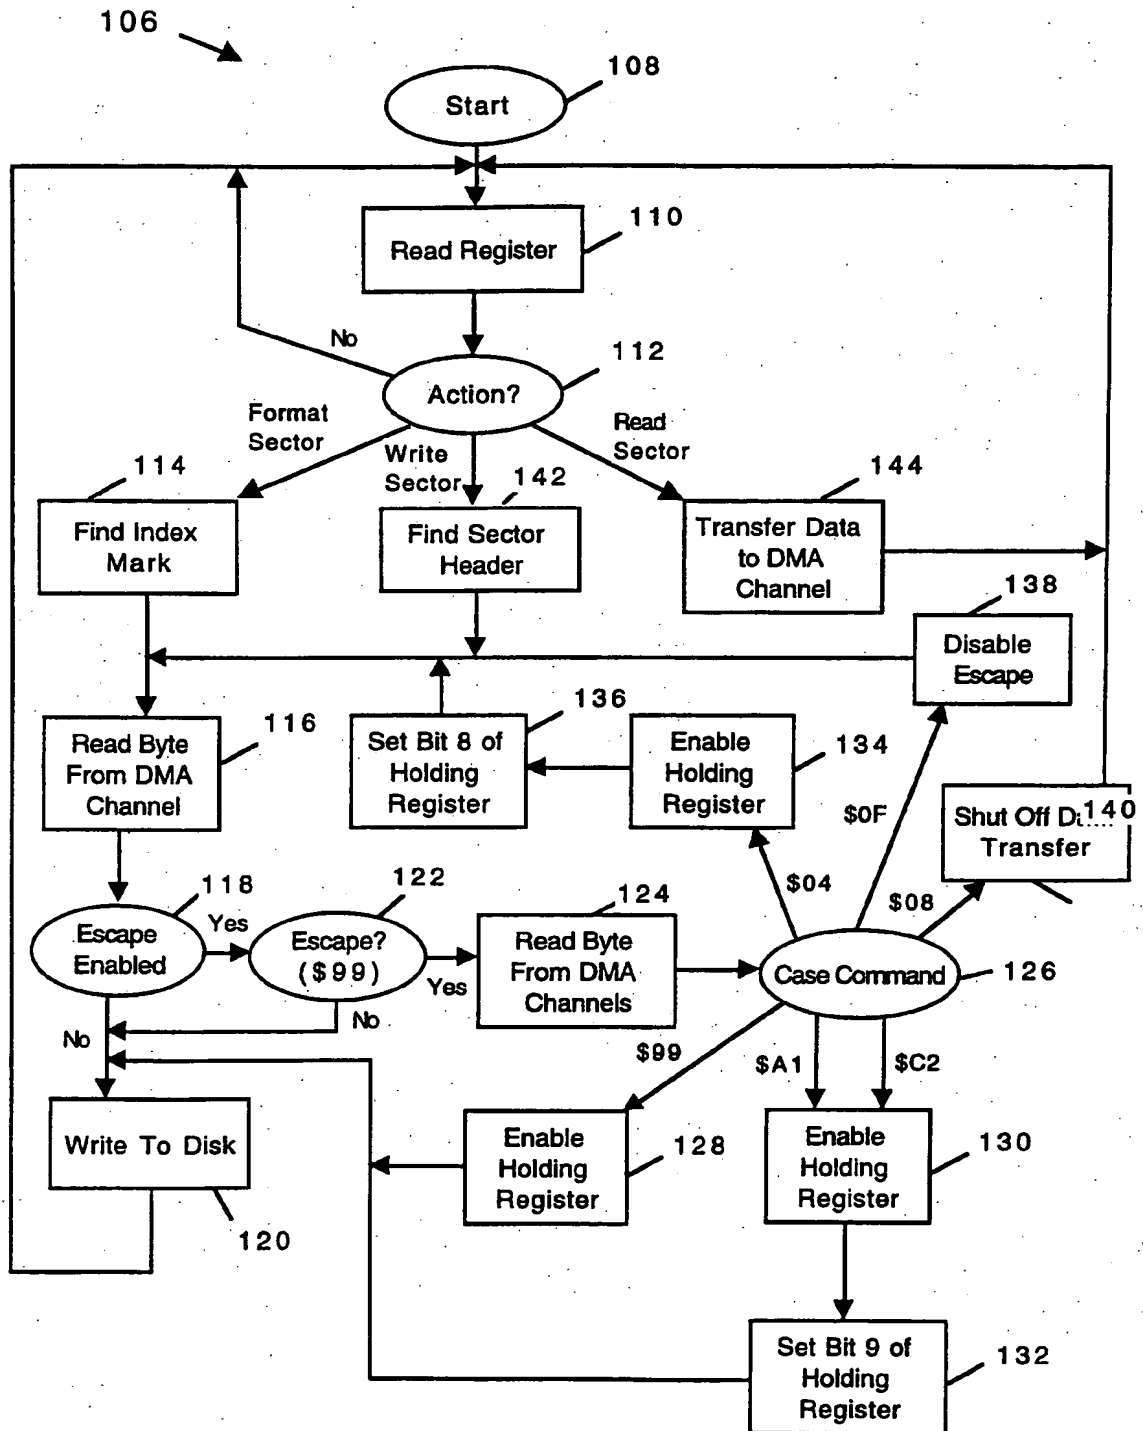 106
108
Start
110
Read Register
No
112
Action?
Format
Sector
Write
Sector
Read
Sector
114
142
144
Find Index
Mark
Find Sector
Header
Transfer Data
to DMA
Channel
138
Disable
Escape
116
Read Byte
From DMA
Channel
136
Set Bit 8 of
Holding
Register
Enable
Holding
Register
134
$0F
140
Shut Off
Transfer
$04
$08
118
Escape
Enabled
Yes
122
Escape?
($99)
Yes
124
Read Byte
From DMA
Channels
Case Command
126
No
No
$99
$A1
$C2
Write To Disk
120
Enable
Holding
Register
128
Enable
Holding
Register
130
Set Bit 9 of
Holding
Register
132